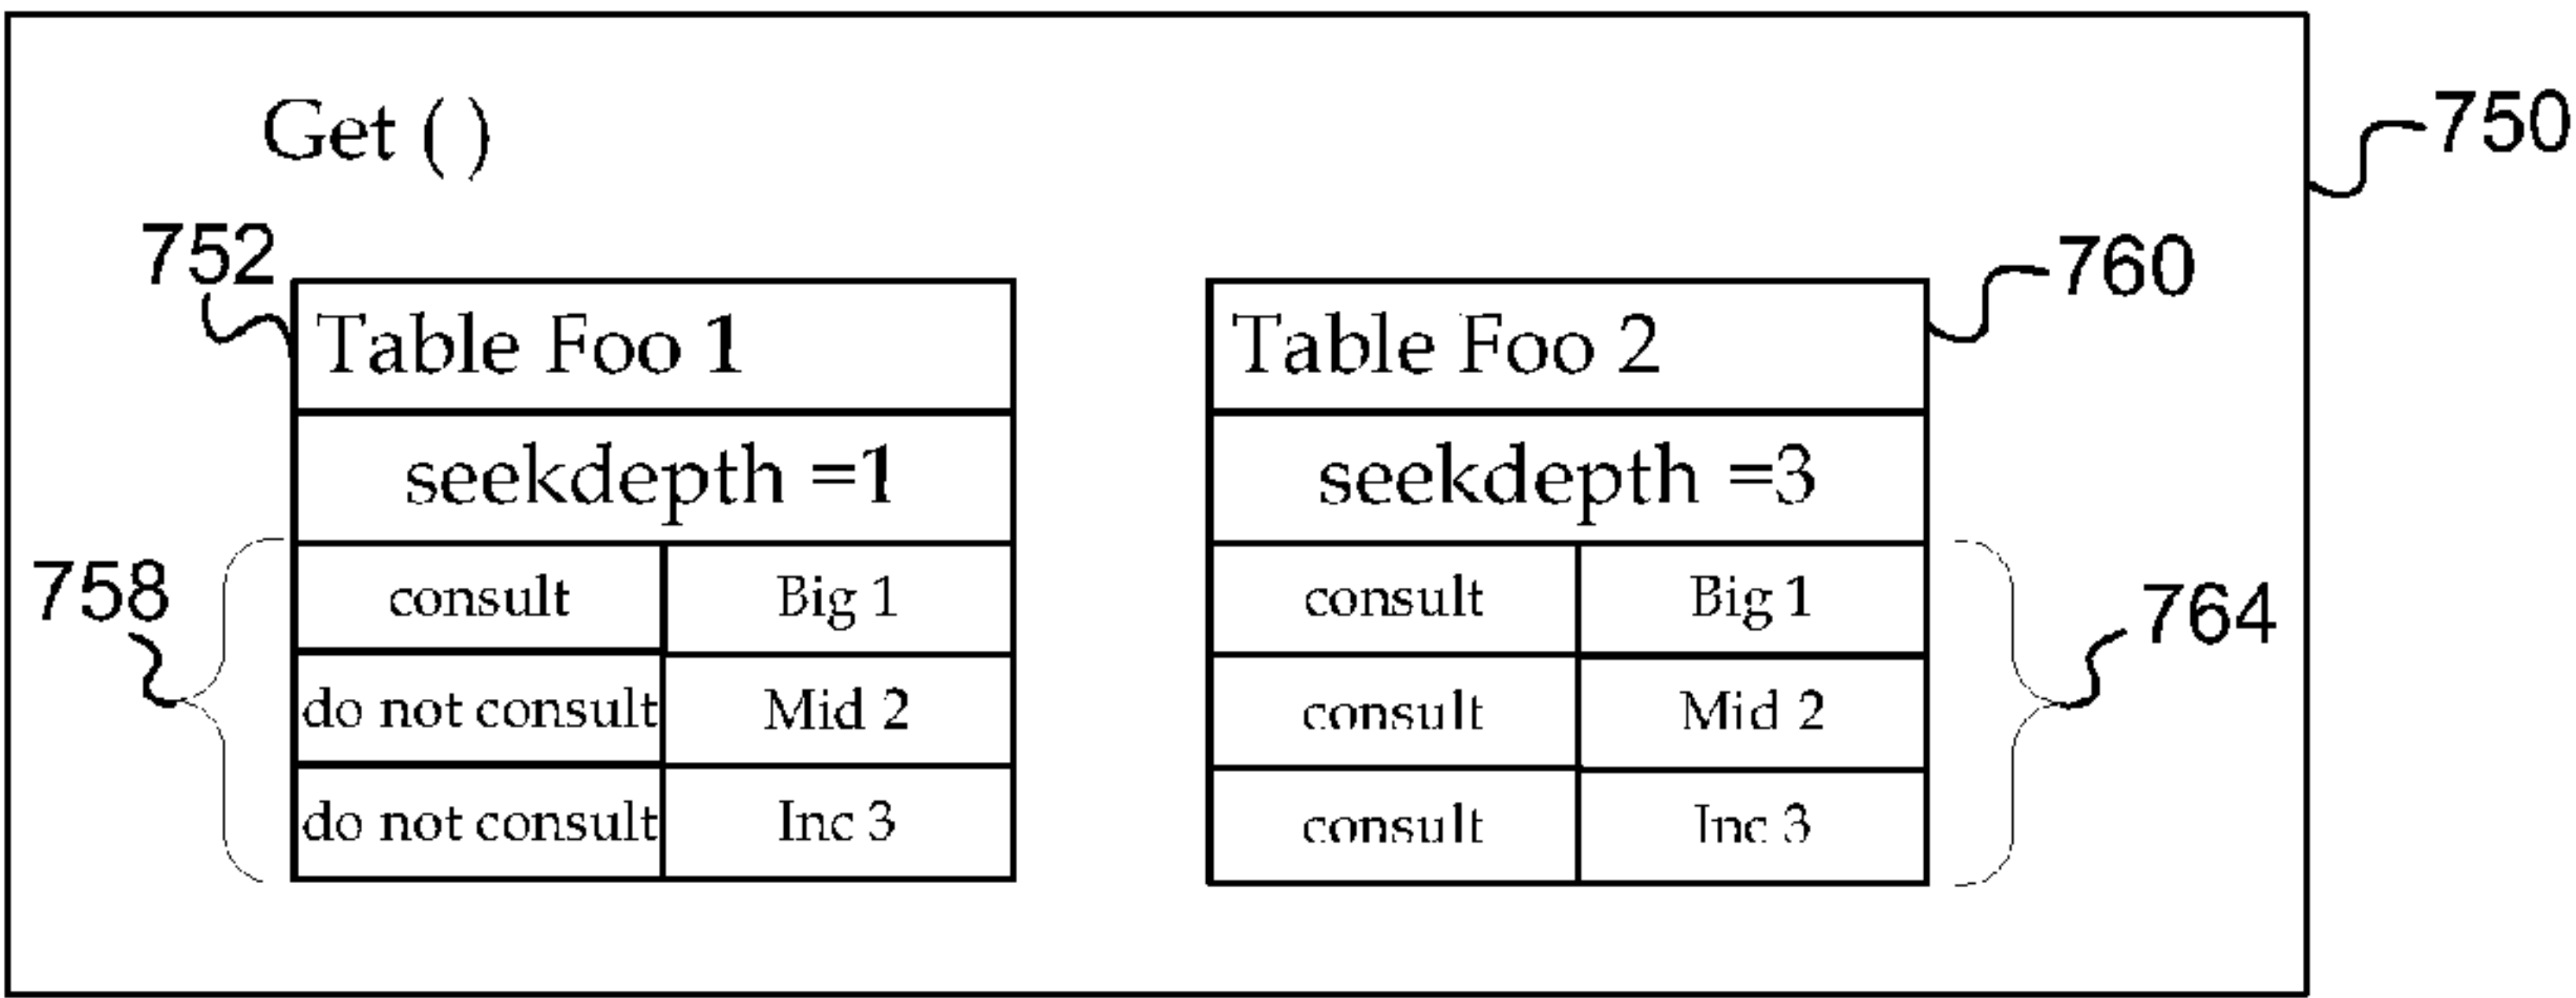 Get ( )
750
752
760
Table Foo 1
Table Foo 2
seekdepth =1
seekdepth =3
758
consult
Big 1
consult
Big 1
764
do not consult
Mid 2
consult
Mid 2
do not consult
Inc 3
consult
Inc 3